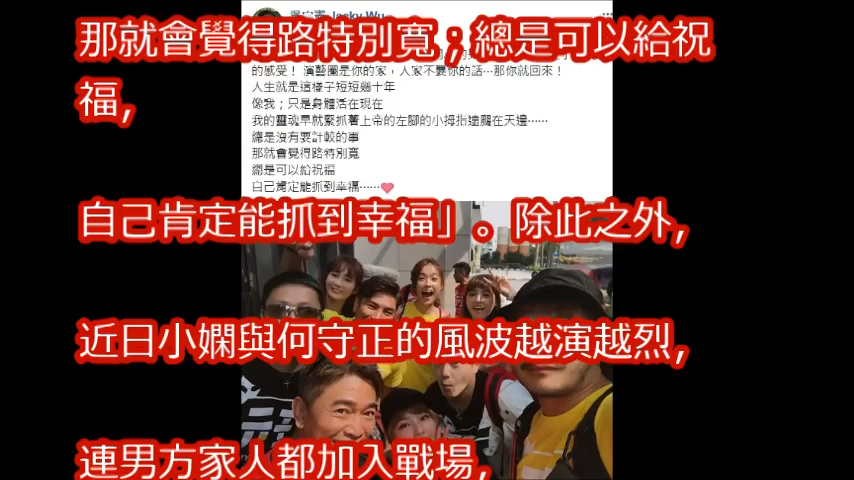 吳宗憲 Jacky Wu
那就會覺得路特別寬；總是可以給祝
福，
的感受！ 演藝圈是你的家，人家不要你的話…那你就回來！
人生就是這樣子短短幾十年
像我；只是身體活在現在
我的靈魂早就緊抓著上帝的左腳的小拇指遠飄在天邊……
總是沒有要計較的事
那就會覺得路特別寬
總是可以給祝福
自己肯定能抓到幸福……
自己肯定能抓到幸福」。除此之外，
近日小嫻與何守正的風波越演越烈，
連男方家人都加入戰場，